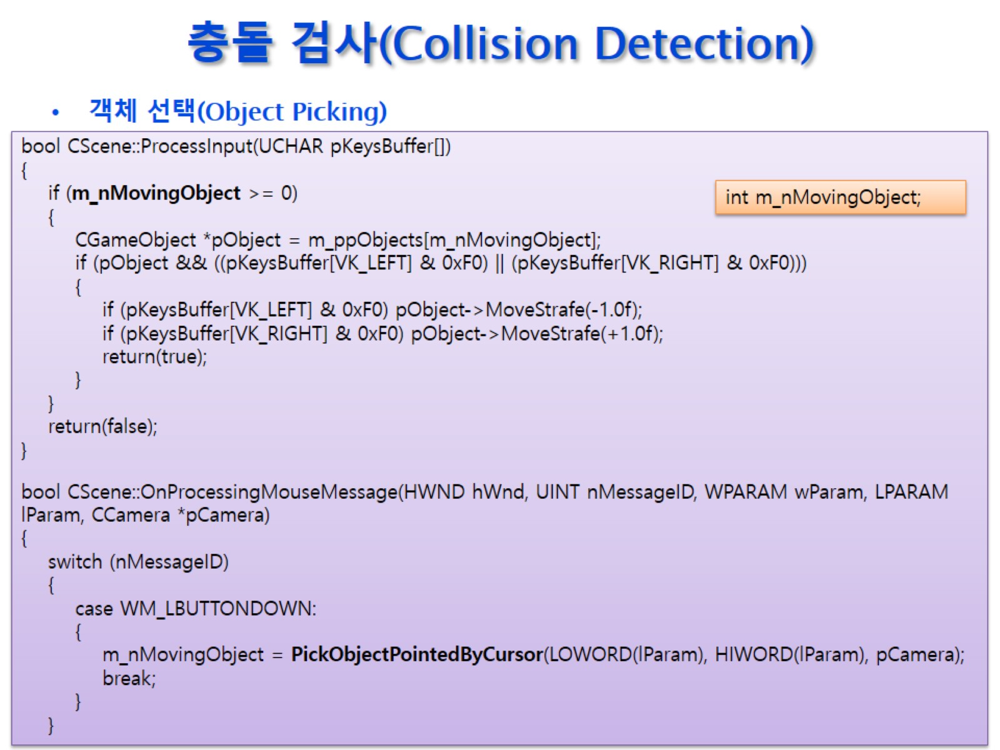 충돌 검사(Collision Detection)
• 객체 선택(Object Picking)
bool CScene::ProcessInput(UCHAR pKeysBuffer[])
{
if (m_nMovingObject >= 0)
int m_nMovingObject;
{
CGameObject *pObject = m_ppObjects[m_nMovingObject];
if (pObject && ((pKeysBuffer[VK_LEFT] & 0xF0) || (pKeysBuffer[VK_RIGHT] & 0xF0)))
{
if (pKeysBuffer[VK_LEFT] & 0xF0) pObject->MoveStrafe(-1.0f);
if (pKeysBuffer[VK_RIGHT] & 0xF0) pObject->MoveStrafe(+1.0f);
return(true);
}
}
return(false);
}
bool CScene::OnProcessingMouseMessage(HWND hWnd, UINT nMessageID, WPARAM wParam, LPARAM
lParam, CCamera *pCamera)
{
switch (nMessageID)
{
case WM_LBUTTONDOWN:
{
m_nMovingObject = PickObjectPointedByCursor(LOWORD(lParam), HIWORD(lParam), pCamera);
break;
}
}